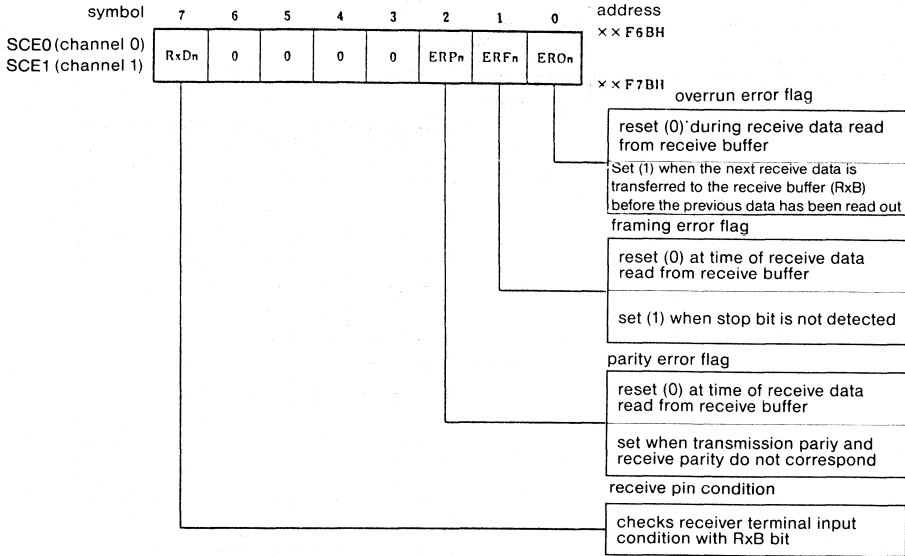 symbol 7 6 5 4 3 2 1 0 address
××F6BH
SCE0 (channel 0)
SCE1 (channel 1)
RxDn 0 0 0 0 ERPn ERFn EROn
××F7BH
overrun error flag
reset (0) during receive data read
from receive buffer
Set (1) when the next receive data is
transferred to the receive buffer (RxB)
before the previous data has been read out
framing error flag
reset (0) at time of receive data
read from receive buffer
set (1) when stop bit is not detected
parity error flag
reset (0) at time of receive data
read from receive buffer
set when transmission pariy and
receive parity do not correspond
receive pin condition
checks receiver terminal input
condition with RxB bit